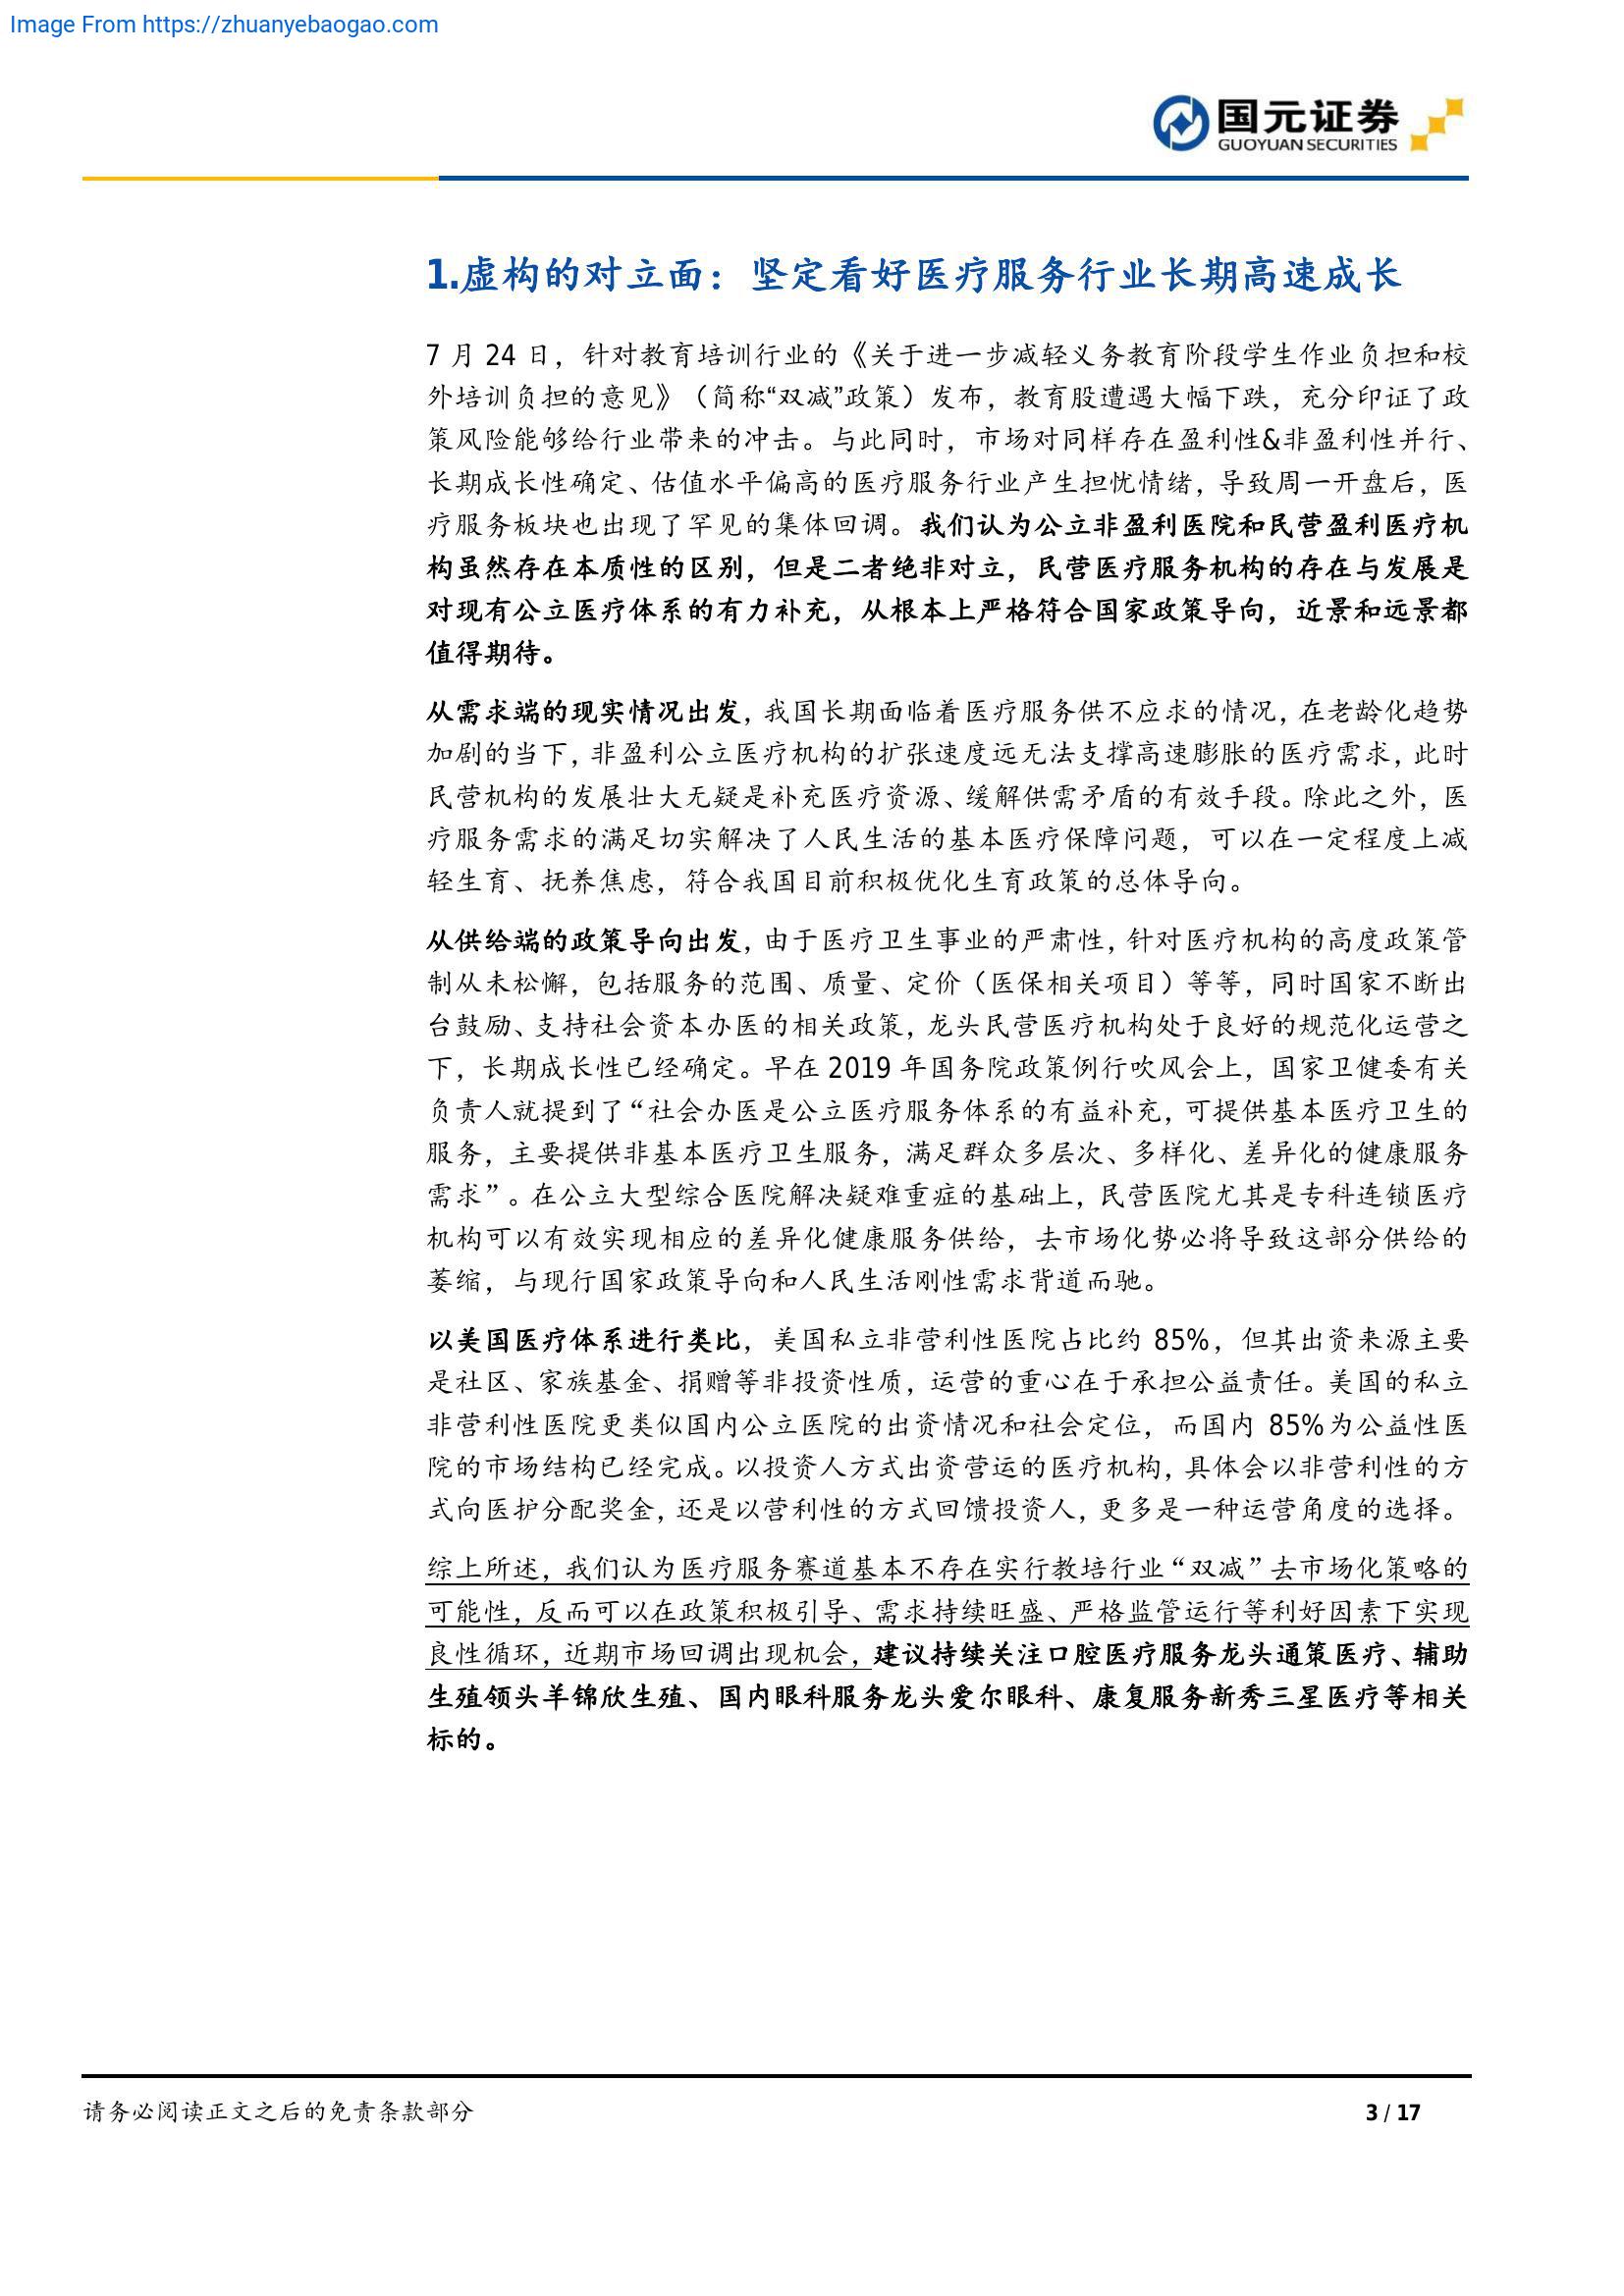 Image From https://zhuanyebaogao.com
国元证券
GUOYUAN SECURITIES
1.虚构的对立面：坚定看好医疗服务行业长期高速成长
7 月 24 日，针对教育培训行业的《关于进一步减轻义务教育阶段学生作业负担和校
外培训负担的意见》（简称“双减”政策）发布，教育股遭遇大幅下跌，充分印证了政
策风险能够给行业带来的冲击。与此同时，市场对同样存在盈利性&非盈利性并行、
长期成长性确定、估值水平偏高的医疗服务行业产生担忧情绪，导致周一开盘后，医
疗服务板块也出现了罕见的集体回调。我们认为公立非盈利医院和民营盈利医疗机
构虽然存在本质性的区别，但是二者绝非对立，民营医疗服务机构的存在与发展是
对现有公立医疗体系的有力补充，从根本上严格符合国家政策导向，近景和远景都
值得期待。
从需求端的现实情况出发，我国长期面临着医疗服务供不应求的情况，在老龄化趋势
加剧的当下，非盈利公立医疗机构的扩张速度远无法支撑高速膨胀的医疗需求，此时
民营机构的发展壮大无疑是补充医疗资源、缓解供需矛盾的有效手段。除此之外，医
疗服务需求的满足切实解决了人民生活的基本医疗保障问题，可以在一定程度上减
轻生育、抚养焦虑，符合我国目前积极优化生育政策的总体导向。
从供给端的政策导向出发，由于医疗卫生事业的严肃性，针对医疗机构的高度政策管
制从未松懈，包括服务的范围、质量、定价（医保相关项目）等等，同时国家不断出
台鼓励、支持社会资本办医的相关政策，龙头民营医疗机构处于良好的规范化运营之
下，长期成长性已经确定。早在 2019 年国务院政策例行吹风会上，国家卫健委有关
负责人就提到了“社会办医是公立医疗服务体系的有益补充，可提供基本医疗卫生的
服务，主要提供非基本医疗卫生服务，满足群众多层次、多样化、差异化的健康服务
需求”。在公立大型综合医院解决疑难重症的基础上，民营医院尤其是专科连锁医疗
机构可以有效实现相应的差异化健康服务供给，去市场化势必将导致这部分供给的
萎缩，与现行国家政策导向和人民生活刚性需求背道而驰。
以美国医疗体系进行类比，美国私立非营利性医院占比约 85%，但其出资来源主要
是社区、家族基金、捐赠等非投资性质，运营的重心在于承担公益责任。美国的私立
非营利性医院更类似国内公立医院的出资情况和社会定位，而国内 85%为公益性医
院的市场结构已经完成。以投资人方式出资营运的医疗机构，具体会以非营利性的方
式向医护分配奖金，还是以营利性的方式回馈投资人，更多是一种运营角度的选择。
综上所述，我们认为医疗服务赛道基本不存在实行教培行业“双减”去市场化策略的
可能性，反而可以在政策积极引导、需求持续旺盛、严格监管运行等利好因素下实现
良性循环，近期市场回调出现机会，建议持续关注口腔医疗服务龙头通策医疗、辅助
生殖领头羊锦欣生殖、国内眼科服务龙头爱尔眼科、康复服务新秀三星医疗等相关
标的。
请务必阅读正文之后的免责条款部分
3 / 17